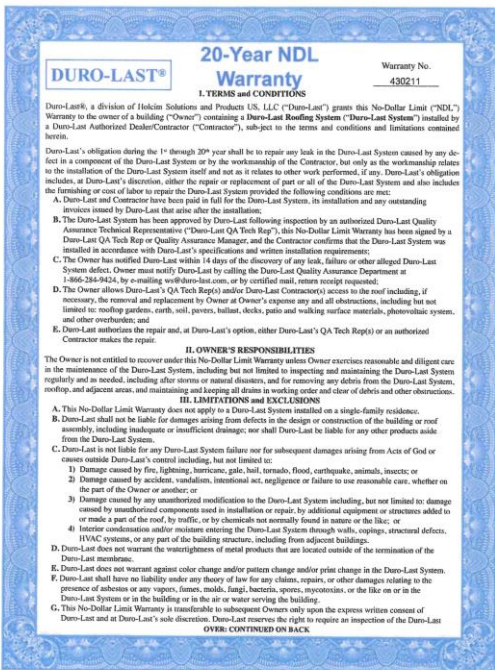 20-Year NDL
Warranty
DURO-LAST®
Warranty No.
430211
I. TERMS and CONDITIONS
Duro-Last®, a division of Holcim Solutions and Products US, LLC ("Duro-Last") grants this No-Dollar Limit ("NDL")
Warranty to the owner of a building ("Owner") containing a Duro-Last Roofing System ("Duro-Last System") installed by
a Duro-Last Authorized Dealer/Contractor ("Contractor"), sub-ject to the terms and conditions and limitations contained
herein.
Duro-Last's obligation during the 1st through 20th year shall be to repair any leak in the Duro-Last System caused by any de-
fect in a component of the Duro-Last System or by the workmanship of the Contractor, but only as the workmanship relates
to the installation of the Duro-Last System itself and not as it relates to other work performed, if any. Duro-Last's obligation
includes, at Duro-Last's discretion, either the repair or replacement of part or all of the Duro-Last System and also includes
the furnishing or cost of labor to repair the Duro-Last System provided the following conditions are met:
A. Duro-Last and Contractor have been paid in full for the Duro-Last System, its installation and any outstanding
invoices issued by Duro-Last that arise after the installation;
B. The Duro-Last System has been approved by Duro-Last following inspection by an authorized Duro-Last Quality
Assurance Technical Representative ("Duro-Last QA Tech Rep"), this No-Dollar Limit Warranty has been signed by a
Duro-Last QA Tech Rep or Quality Assurance Manager, and the Contractor confirms that the Duro-Last System was
installed in accordance with Duro-Last's specifications and written installation requirements;
C. The Owner has notified Duro-Last within 14 days of the discovery of any leak, failure or other alleged Duro-Last
System defect. Owner must notify Duro-Last by calling the Duro-Last Quality Assurance Department at
1-866-284-9424, by e-mailing ws@duro-last.com, or by certified mail, return receipt requested;
D. The Owner allows Duro-Last's QA Tech Rep(s) and/or Duro-Last Contractor(s) access to the roof including, if
necessary, the removal and replacement by Owner at Owner's expense any and all obstructions, including but not
limited to: rooftop gardens, earth, soil, pavers, ballast, decks, patio and walking surface materials, photovoltaic system,
and other overburden; and
E. Duro-Last authorizes the repair and, at Duro-Last's option, either Duro-Last's QA Tech Rep(s) or an authorized
Contractor makes the repair.
II. OWNER'S RESPONSIBILITIES
The Owner is not entitled to recover under this No-Dollar Limit Warranty unless Owner exercises reasonable and diligent care
in the maintenance of the Duro-Last System, including but not limited to inspecting and maintaining the Duro-Last System
regularly and as needed, including after storms or natural disasters, and for removing any debris from the Duro-Last System,
rooftop, and adjacent areas, and maintaining and keeping all drains in working order and clear of debris and other obstructions.
III. LIMITATIONS and EXCLUSIONS
A. This No-Dollar Limit Warranty does not apply to a Duro-Last System installed on a single-family residence.
B. Duro-Last shall not be liable for damages arising from defects in the design or construction of the building or roof
assembly, including inadequate or insufficient drainage; nor shall Duro-Last be liable for any other products aside
from the Duro-Last System.
C. Duro-Last is not liable for any Duro-Last System failure nor for subsequent damages arising from Acts of God or
causes outside Duro-Last's control including, but not limited to:
1) Damage caused by fire, lightning, hurricane, gale, hail, tornado, flood, earthquake, animals, insects; or
2) Damage caused by accident, vandalism, intentional act, negligence or failure to use reasonable care, whether on
the part of the Owner or another; or
3) Damage caused by any unauthorized modification to the Duro-Last System including, but not limited to: damage
caused by unauthorized components used in installation or repair, by additional equipment or structures added to
or made a part of the roof, by traffic, or by chemicals not normally found in nature or the like; or
4) Interior condensation and/or moisture entering the Duro-Last System through walls, copings, structural defects,
HVAC systems, or any part of the building structure, including from adjacent buildings.
D. Duro-Last does not warrant the watertightness of metal products that are located outside of the termination of the
Duro-Last membrane.
E. Duro-Last does not warrant against color change and/or pattern change and/or print change in the Duro-Last System.
F. Duro-Last shall have no liability under any theory of law for any claims, repairs, or other damages relating to the
presence of asbestos or any vapors, fumes, molds, fungi, bacteria, spores, mycotoxins, or the like on or in the
Duro-Last System or in the building or in the air or water serving the building.
G. This No-Dollar Limit Warranty is transferable to subsequent Owners only upon the express written consent of
Duro-Last and at Duro-Last's sole discretion. Duro-Last reserves the right to require an inspection of the Duro-Last
OVER: CONTINUED ON BACK